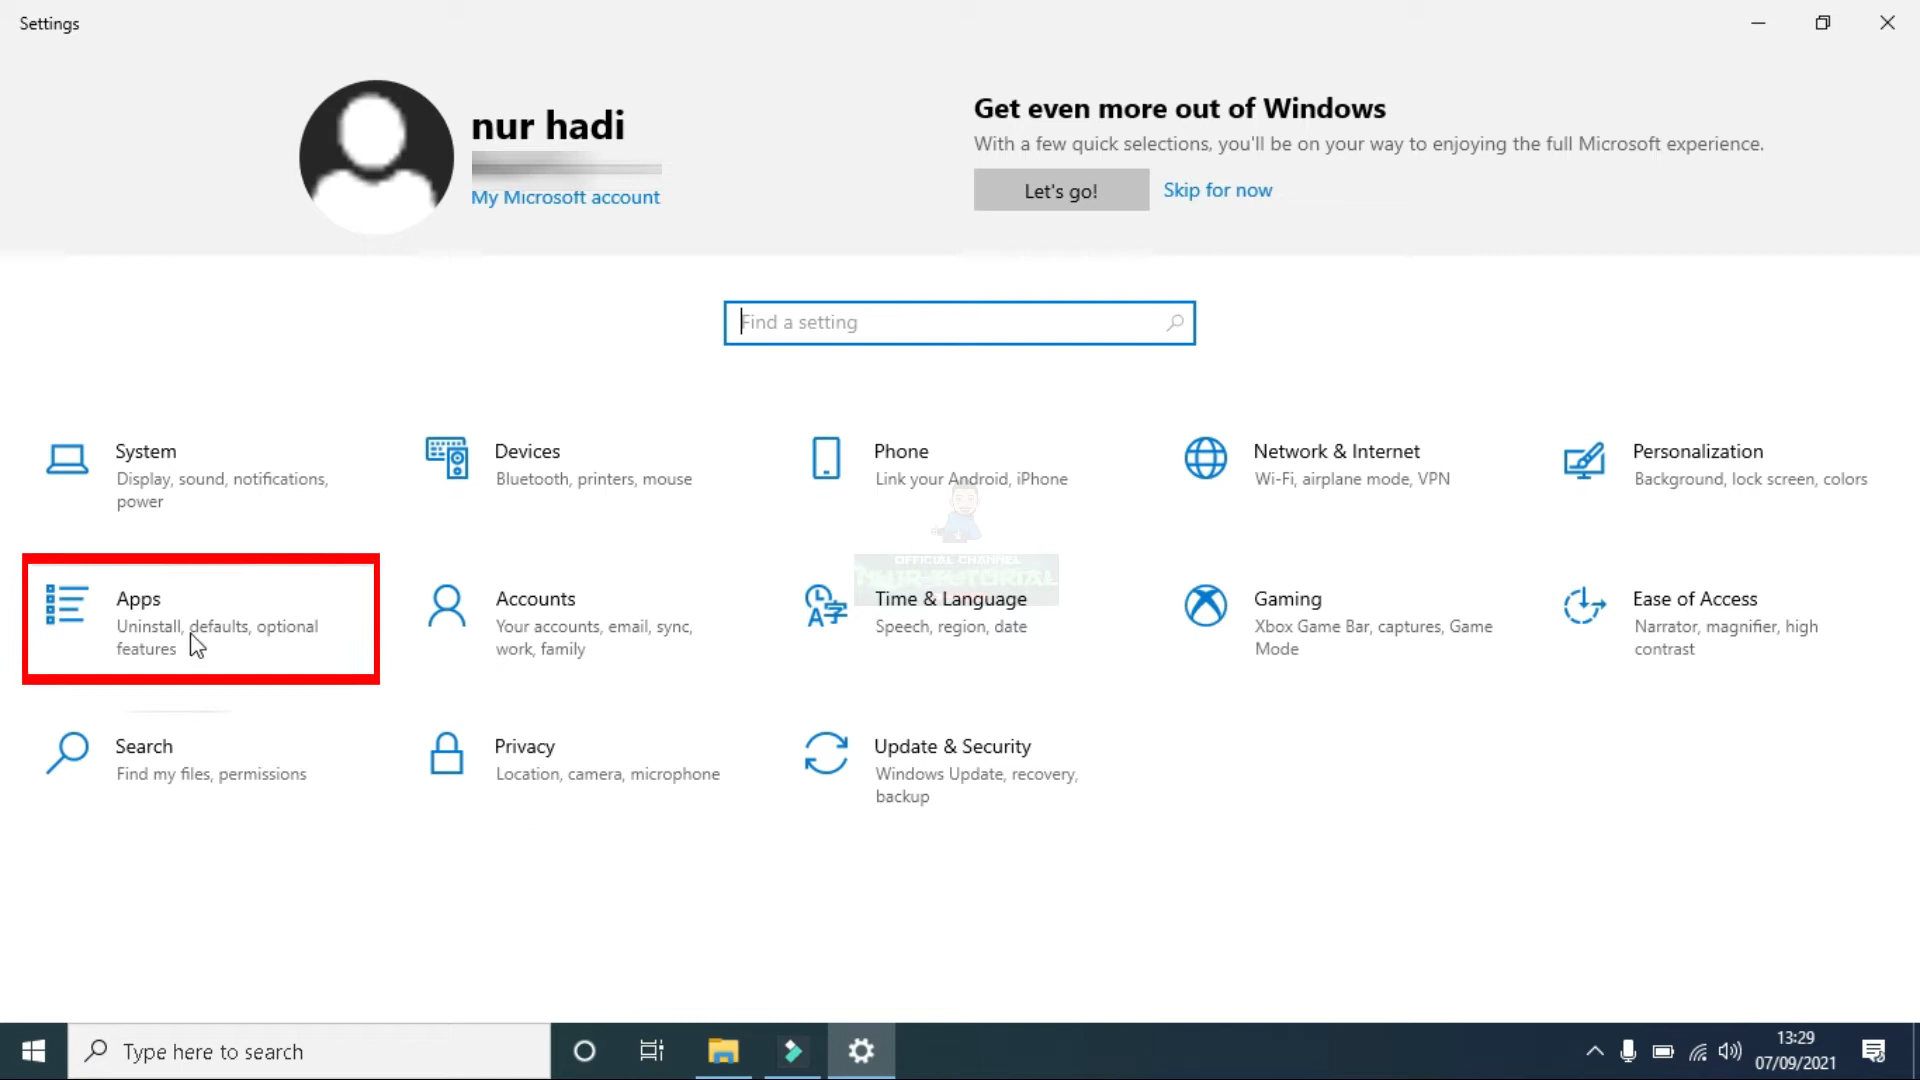 Settings
nur hadi
My Microsoft account
Get even more out of Windows
With a few quick selections, you'll be on your way to enjoying the full Microsoft experience.
Let's go!
Skip for now
Find a setting
System
Display, sound, notifications,
power
Devices
Bluetooth, printers, mouse
Phone
Link your Android, iPhone
Network & Internet
Wi-Fi, airplane mode, VPN
Personalization
Background, lock screen, colors
OFFICIAL CHANNEL
Apps
Uninstall, defaults, optional
features
Accounts
Your accounts, email, sync,
work, family
Time & Language
Speech, region, date
Gaming
Xbox Game Bar, captures, Game
Mode
Ease of Access
Narrator, magnifier, high
contrast
Search
Find my files, permissions
Privacy
Location, camera, microphone
Update & Security
Windows Update, recovery,
backup
Type here to search
13:29
07/09/2021